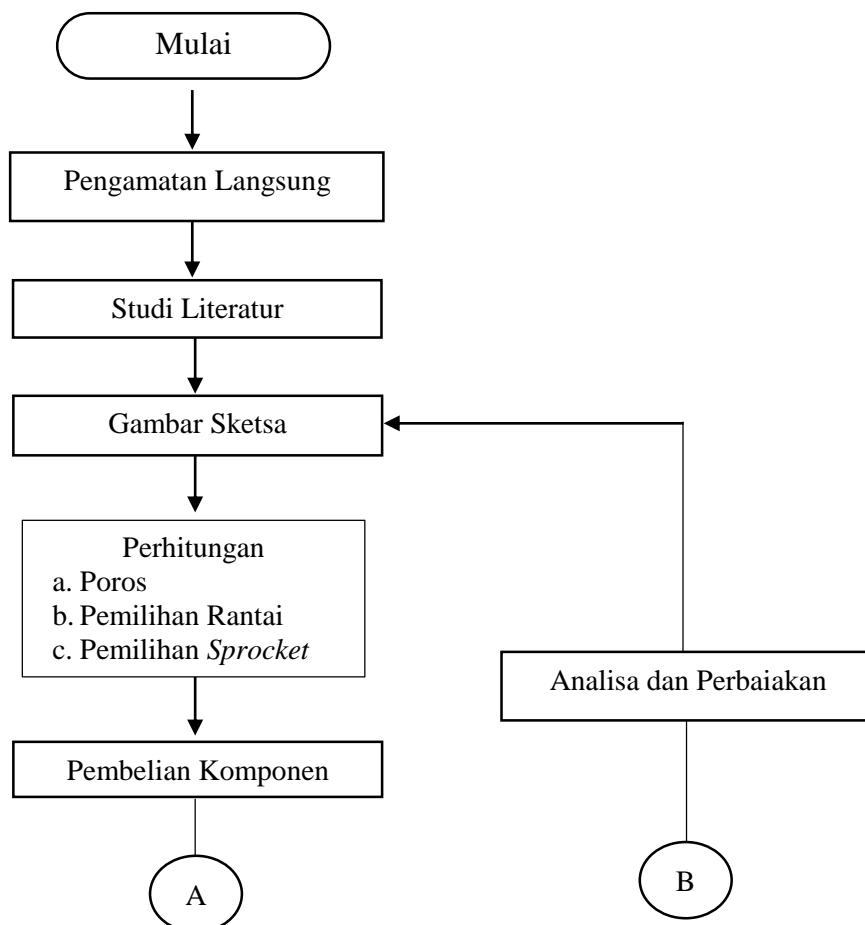 Mulai
Pengamatan Langsung
Studi Literatur
Gambar Sketsa
Perhitungan
a. Poros
b. Pemilihan Rantai
c. Pemilihan Sprocket
Analisa dan Perbaiakan
Pembelian Komponen
A
B